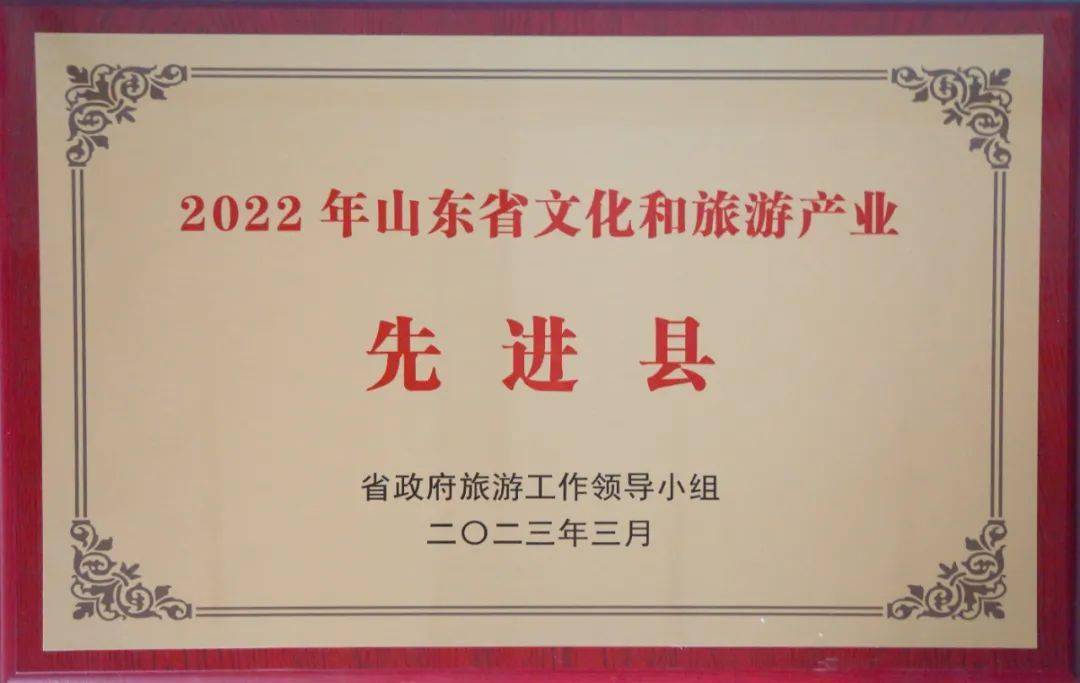 2022年山东省文化和旅游产业
先进县
省政府旅游工作领导小组
二〇二三年三月